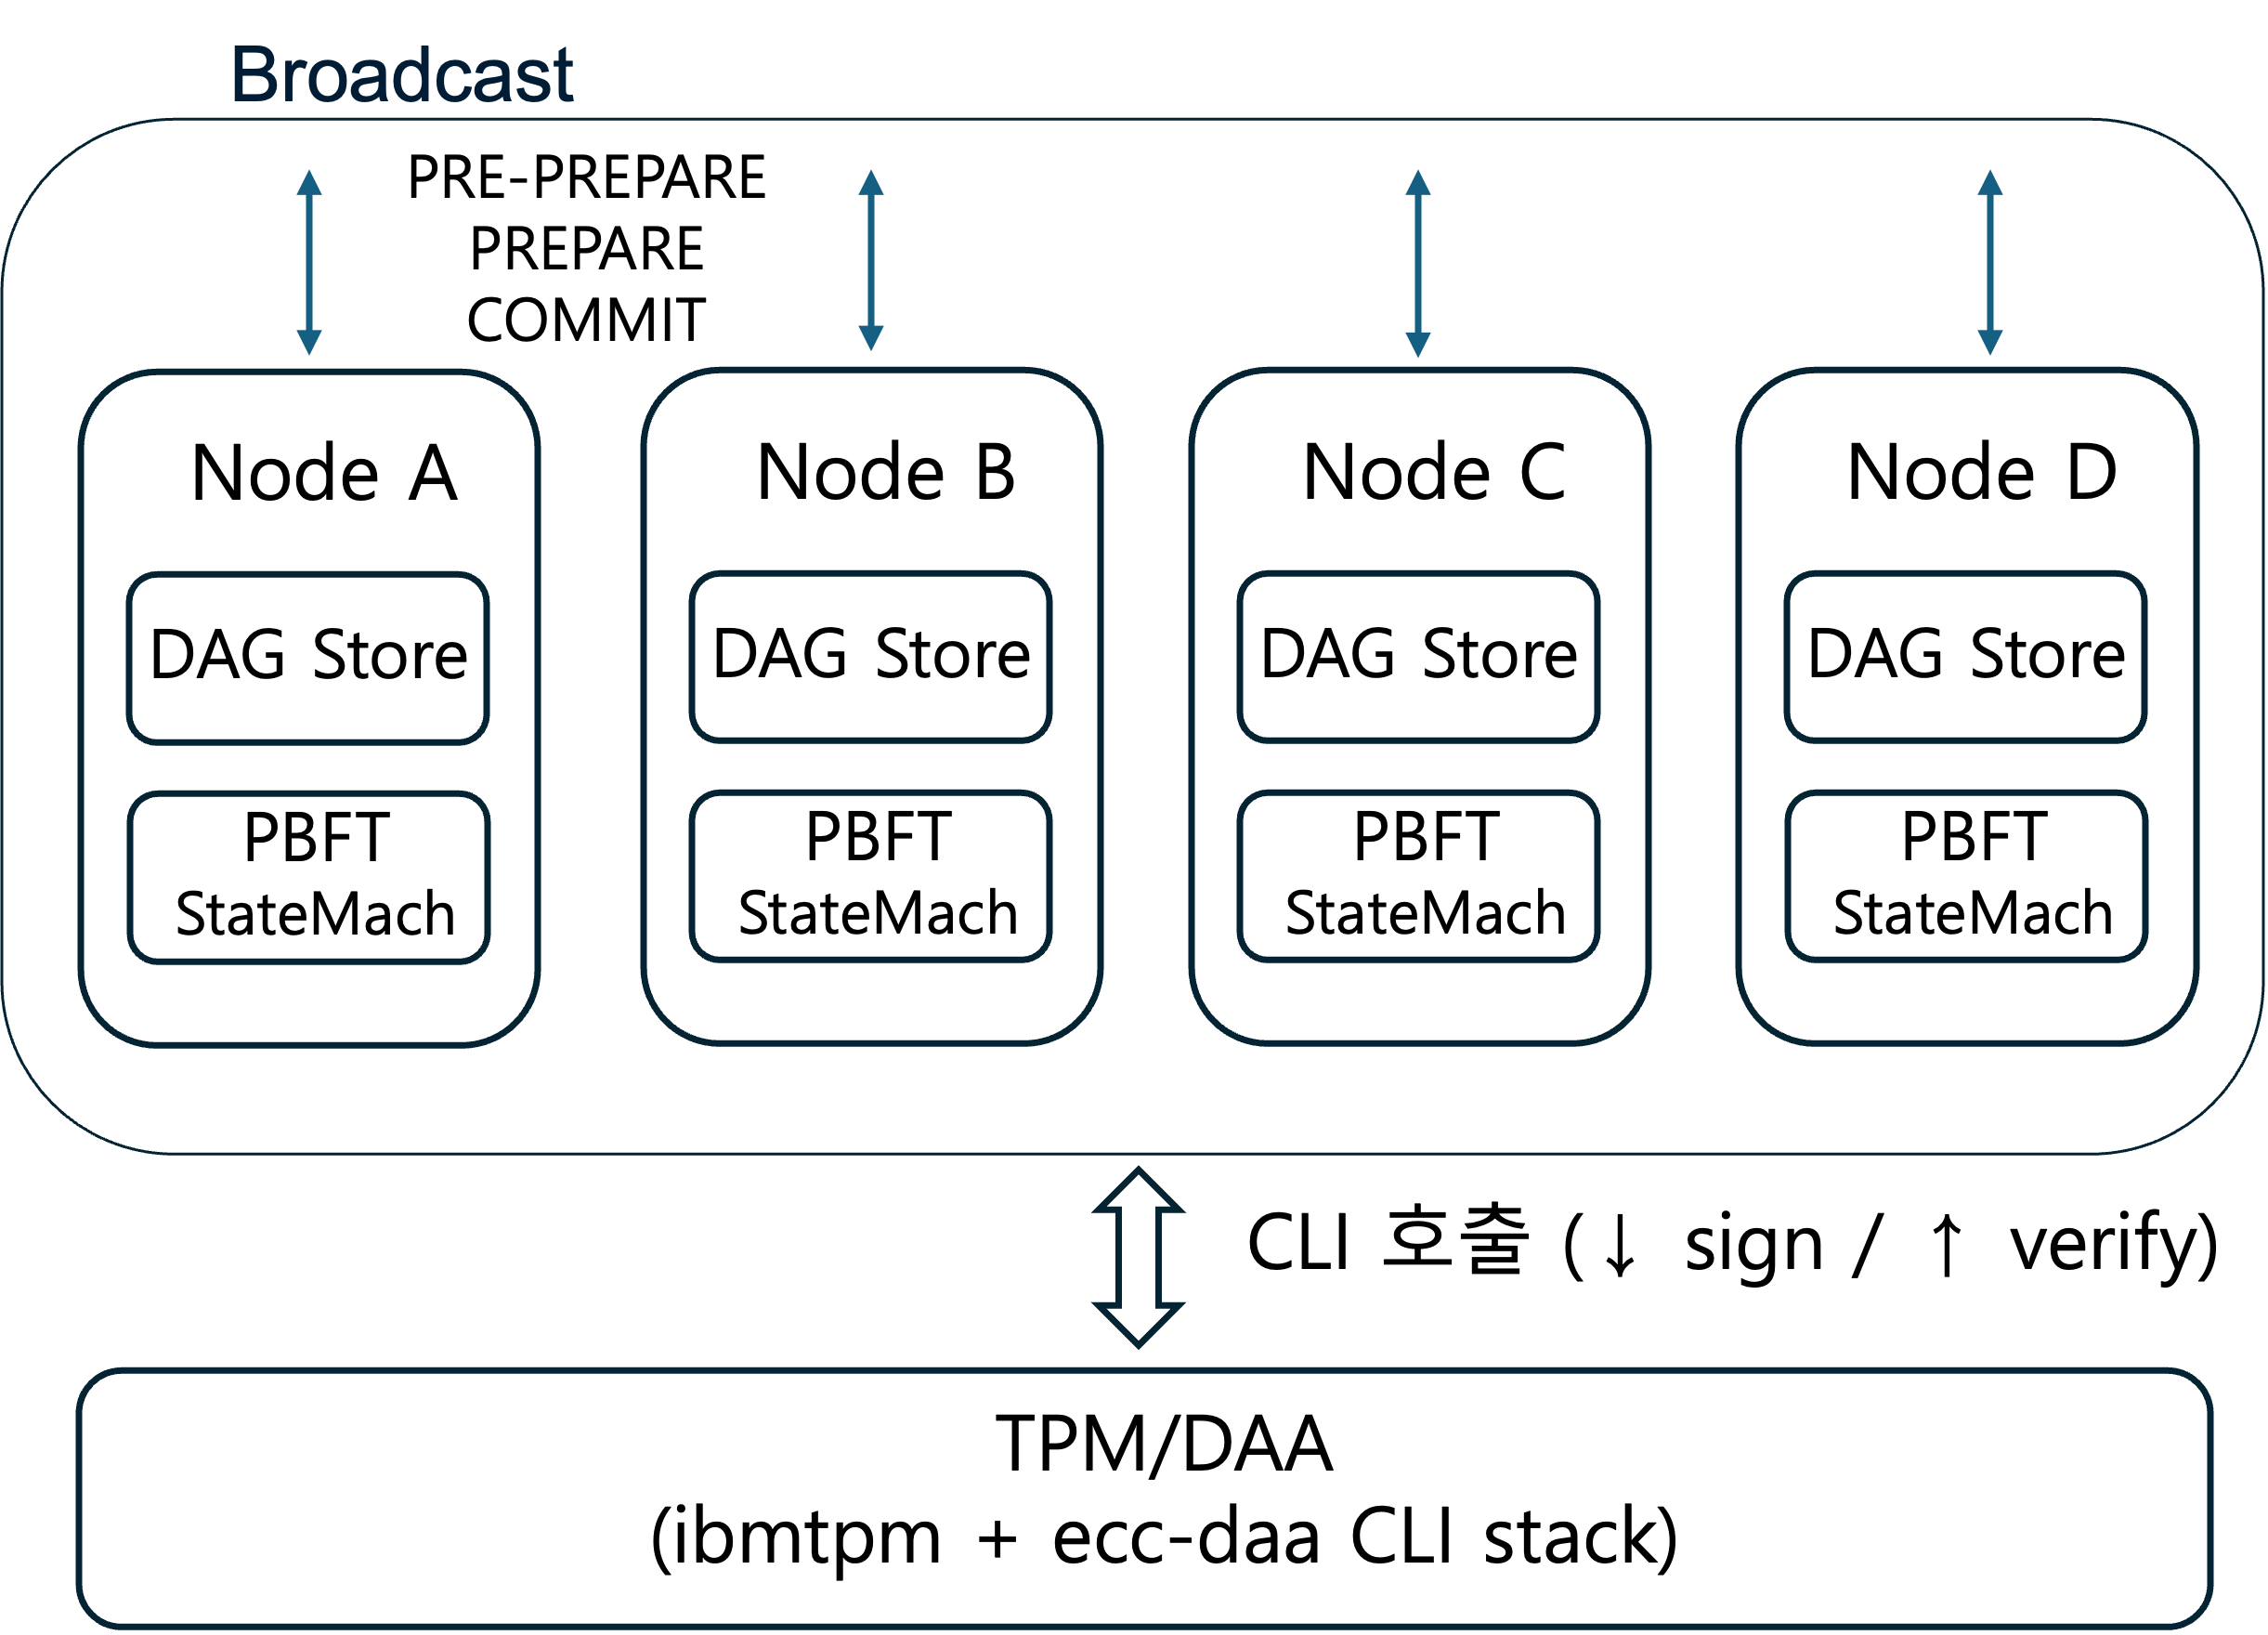 Broadcast
PRE-PREPARE
PREPARE
COMMIT
Node A
DAG Store
PBFT
StateMach
Node B
DAG Store
PBFT
StateMach
Node C
DAG Store
PBFT
StateMach
Node D
DAG Store
PBFT
StateMach
CLI 호출 (↓ sign / ↑ verify)
TPM/DAA
(ibmtpm + ecc-daa CLI stack)